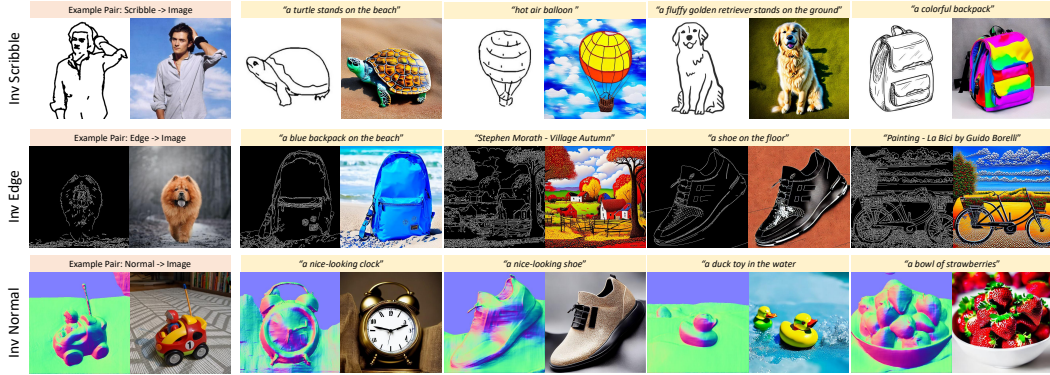 Inv Scribble
Example Pair: Scribble -> Image
"a turtle stands on the beach"
"hot air balloon "
"a fluffy golden retriever stands on the ground"
"a colorful backpack"
Inv Edge
Example Pair: Edge -> Image
"a blue backpack on the beach"
"Stephen Morath - Village Autumn"
"a shoe on the floor"
"Painting - La Bici by Guido Borelli"
Inv Normal
Example Pair: Normal -> Image
"a nice-looking clock"
"a nice-looking shoe"
"a duck toy in the water
"a bowl of strawberries"
1